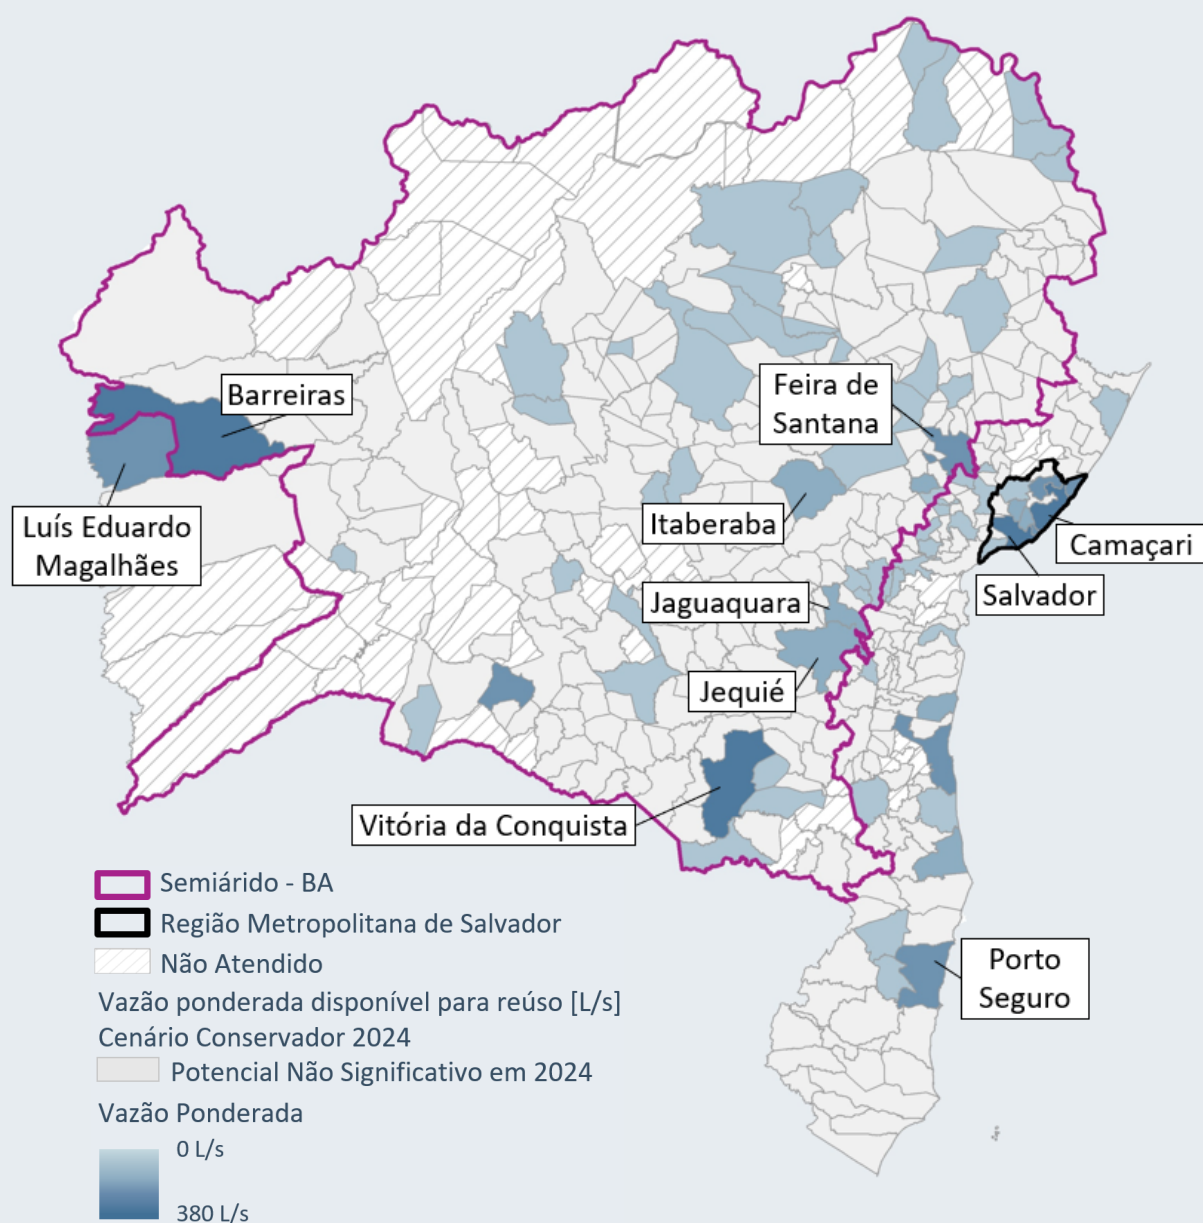 Barreiras
Feira de
Santana
Luís Eduardo
Magalhães
Itaberaba
Camaçari
Salvador
Jaguaquara
Jequié
Vitória da Conquista
Porto
Seguro
Semiárido - BA
Região Metropolitana de Salvador
Não Atendido
Vazão ponderada disponível para reúso [L/s]
Cenário Conservador 2024
Potencial Não Significativo em 2024
Vazão Ponderada
0 L/s
380 L/s